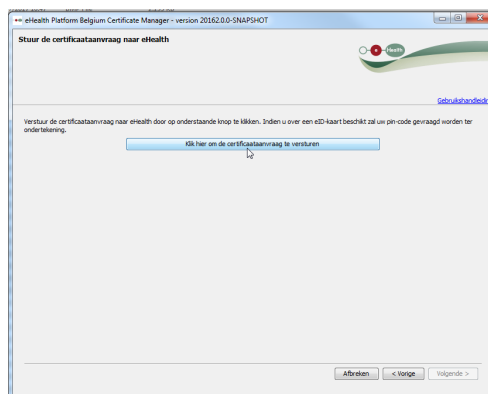 eHealth Platform Belgium Certificate Manager - version 20162.0.0-SNAPSHOT
Stuur de certificaataanvraag naar eHealth
Health
Gebruikshandleidin
Verstuur de certificaataanvraag naar eHealth door op onderstaande knop te klikken. Indien u over een eID-kaart beschikt zal uw pin-code gevraagd worden ter
ondertekening.
Klik hier om de certificaataanvraag te versturen
Afbreken
< Vorige
Volgende >